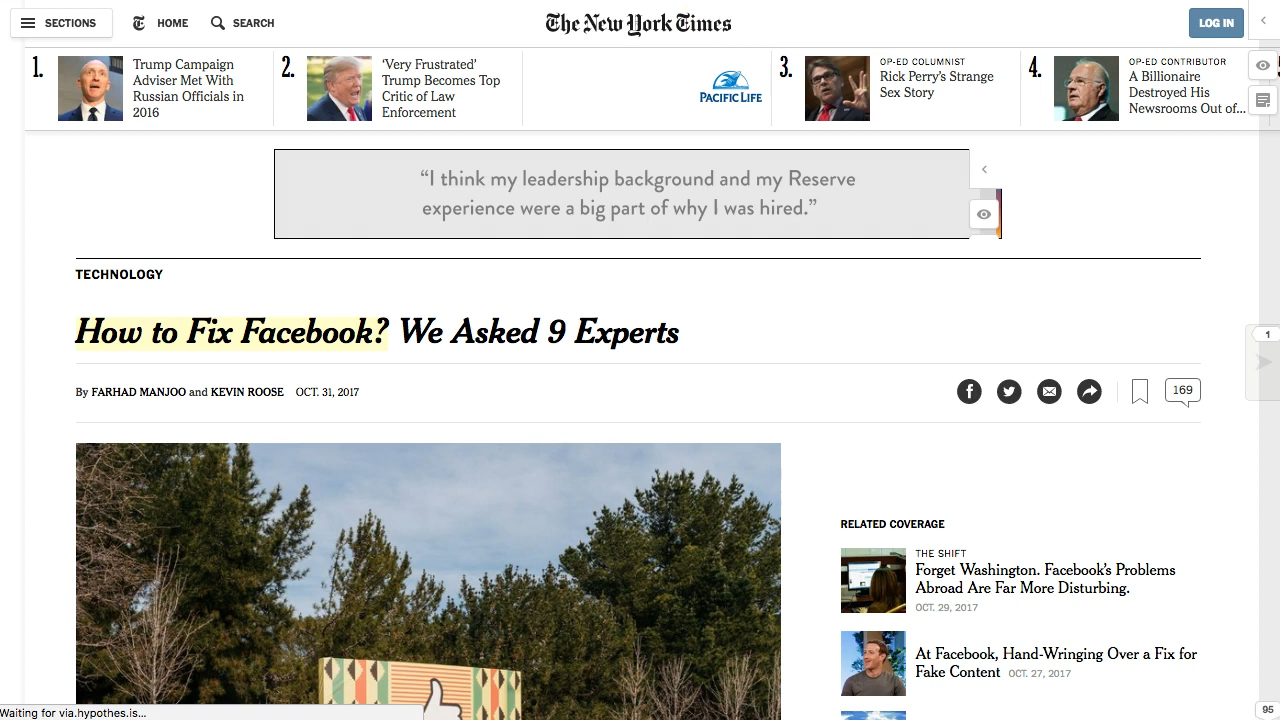 SECTIONS
HOME
SEARCH
The New York Times
LOG IN
1.
Trump Campaign
Adviser Met With
Russian Officials in
2016
2.
‘Very Frustrated’
Trump Becomes Top
Critic of Law
Enforcement
PACIFIC LIFE
3.
OP-ED COLUMNIST
Rick Perry’s Strange
Sex Story
4.
OP-ED CONTRIBUTOR
A Billionaire
Destroyed His
Newsrooms Out of...
“I think my leadership background and my Reserve
experience were a big part of why I was hired.”
TECHNOLOGY
How to Fix Facebook? We Asked 9 Experts
1
By FARHAD MANJOO and KEVIN ROOSE OCT. 31, 2017
169
RELATED COVERAGE
THE SHIFT
Forget Washington. Facebook’s Problems
Abroad Are Far More Disturbing.
OCT. 29, 2017
At Facebook, Hand-Wringing Over a Fix for
Fake Content OCT. 27, 2017
Waiting for via.hypothes.is...
95